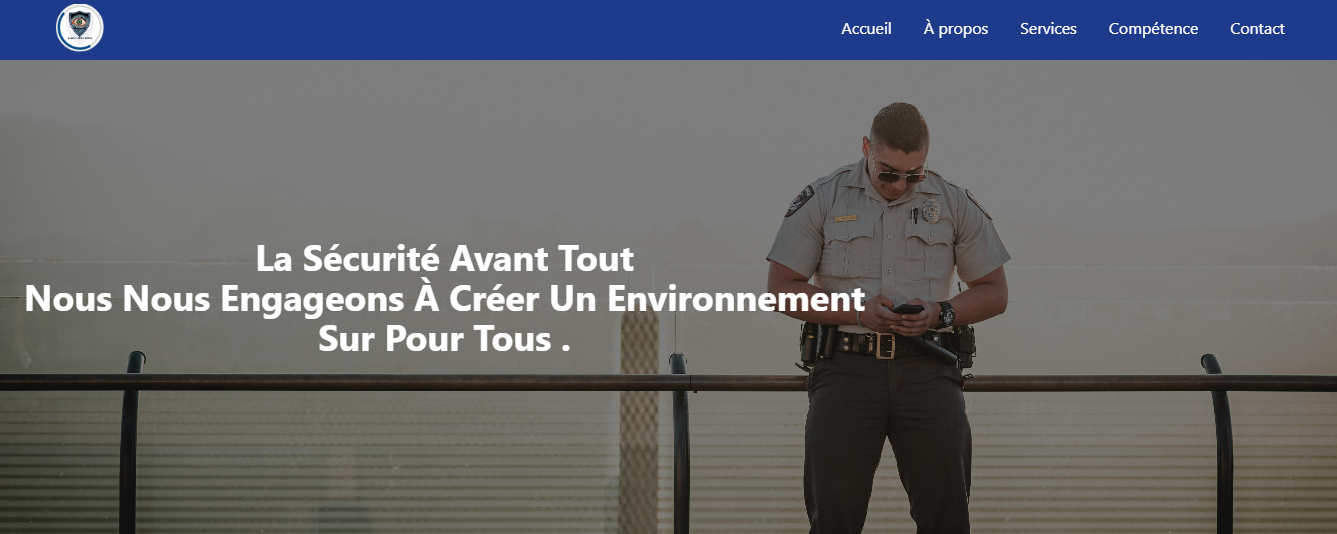 Accueil À propos Services Compétence Contact
La Sécurité Avant Tout
Nous Nous Engageons À Créer Un Environnement
Sur Pour Tous .